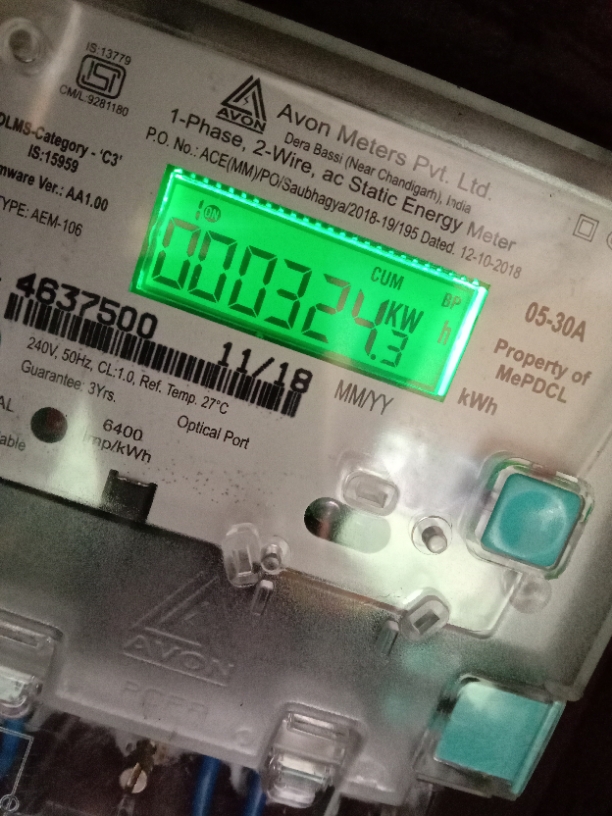 IS:13779
CM/L:9281180
AVON
Avon Meters Pvt. Ltd.
Dera Bassi (Near Chandigarh), India
1-Phase, 2-Wire, ac Static Energy Meter
P.O. No.: ACE(MM)/PO/Saubhagya/2018-19/195 Dated. 12-10-2018
DLMS-Category - 'C3'
IS:15959
mware Ver.: AA1.00
TYPE: AEM-106
1 ON
CUM BP
000324.3 KW h
05-30A
Property of
MePDCL
4637500
11/18
MM/YY
kWh
240V, 50Hz, CL:1.0, Ref. Temp. 27°C
Guarantee: 3Yrs.
Optical Port
6400
imp/kWh
AVON